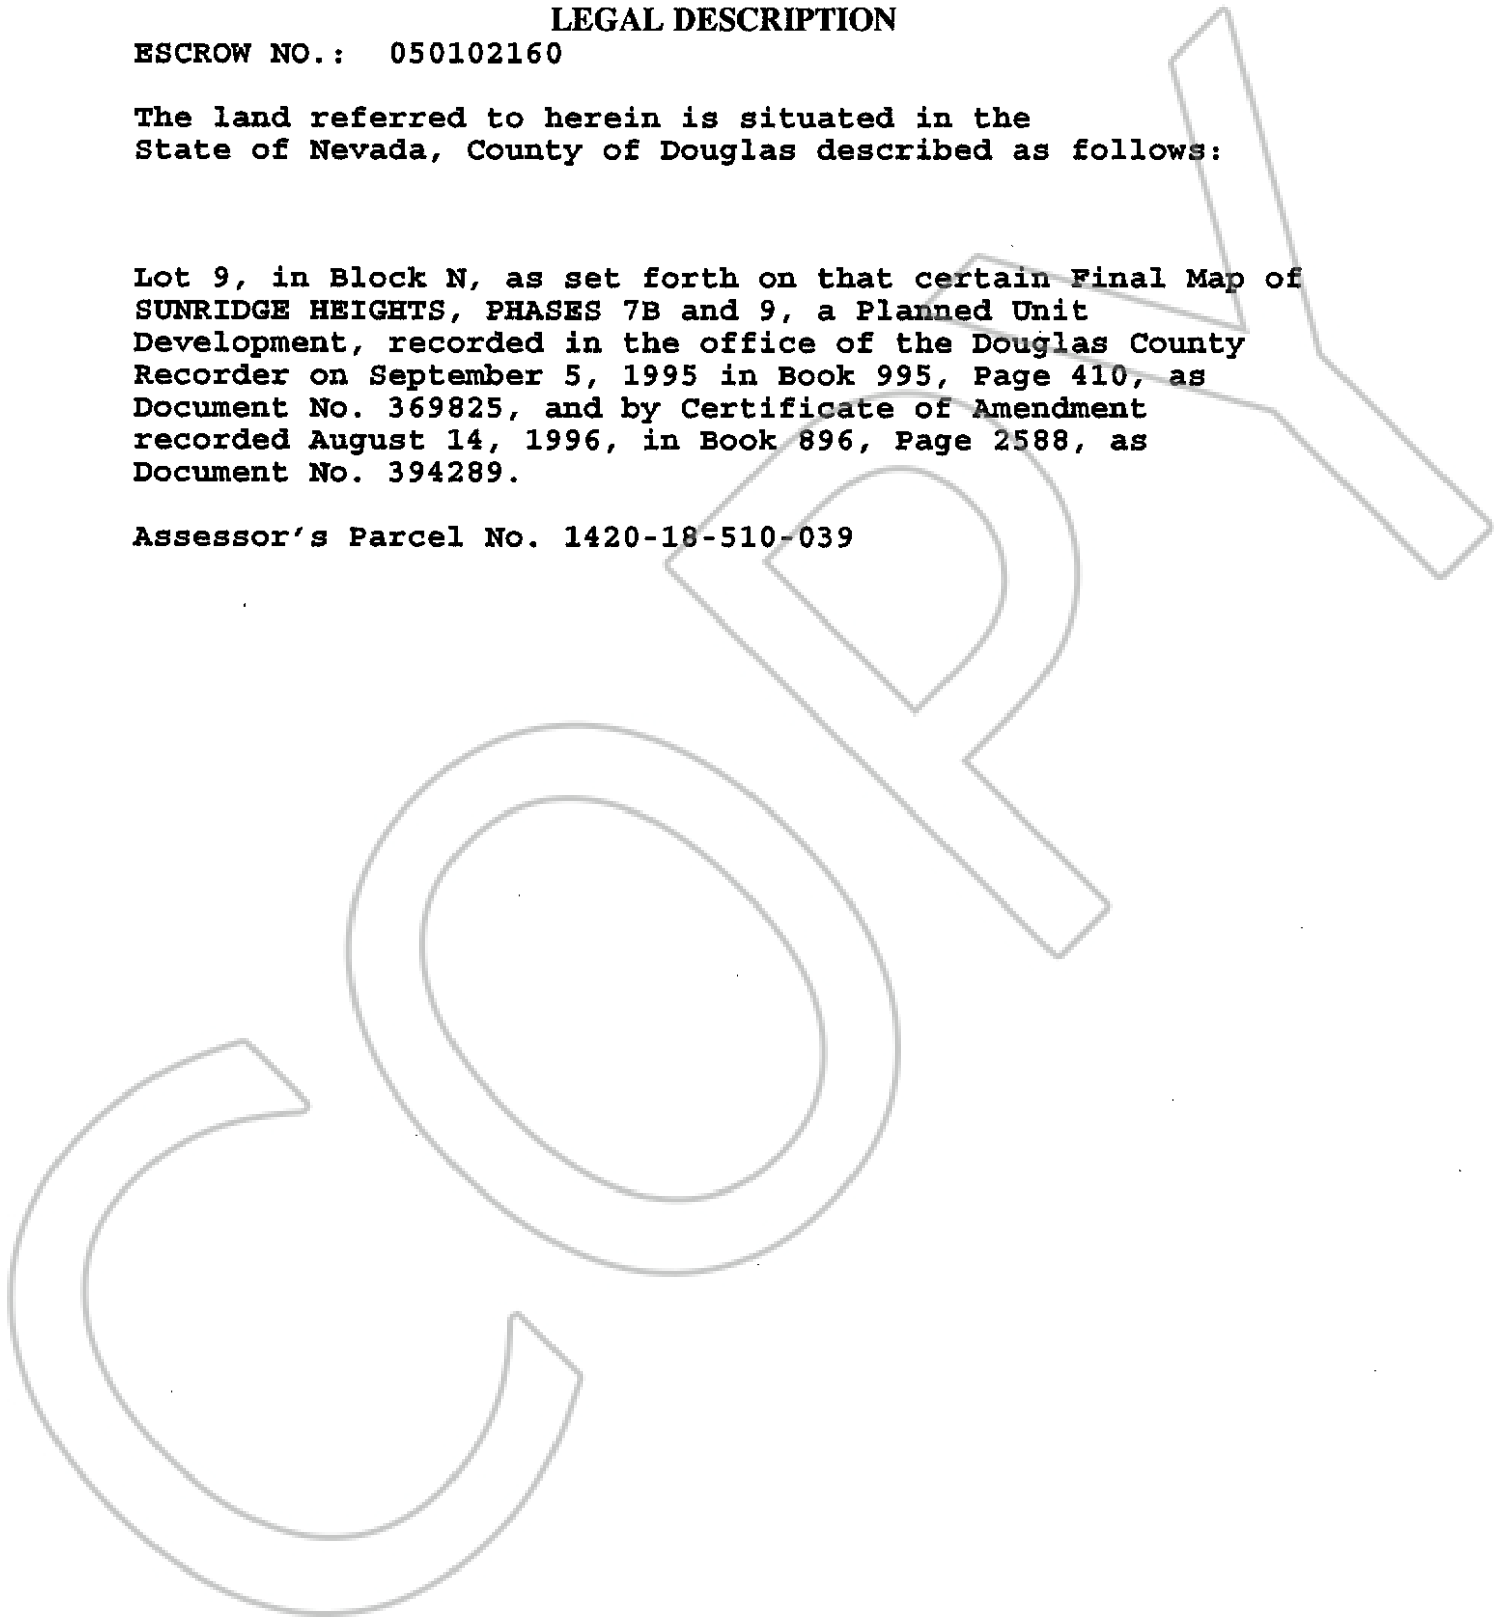 LEGAL DESCRIPTION
ESCROW NO.: 050102160
The land referred to herein is situated in the
State of Nevada, County of Douglas described as follows:
Lot 9, in Block N, as set forth on that certain Final Map of
SUNRIDGE HEIGHTS, PHASES 7B and 9, a Planned Unit
Development, recorded in the office of the Douglas County
Recorder on September 5, 1995 in Book 995, Page 410, as
Document No. 369825, and by Certificate of Amendment
recorded August 14, 1996, in Book 896, Page 2588, as
Document No. 394289.
Assessor's Parcel No. 1420-18-510-039
COPY